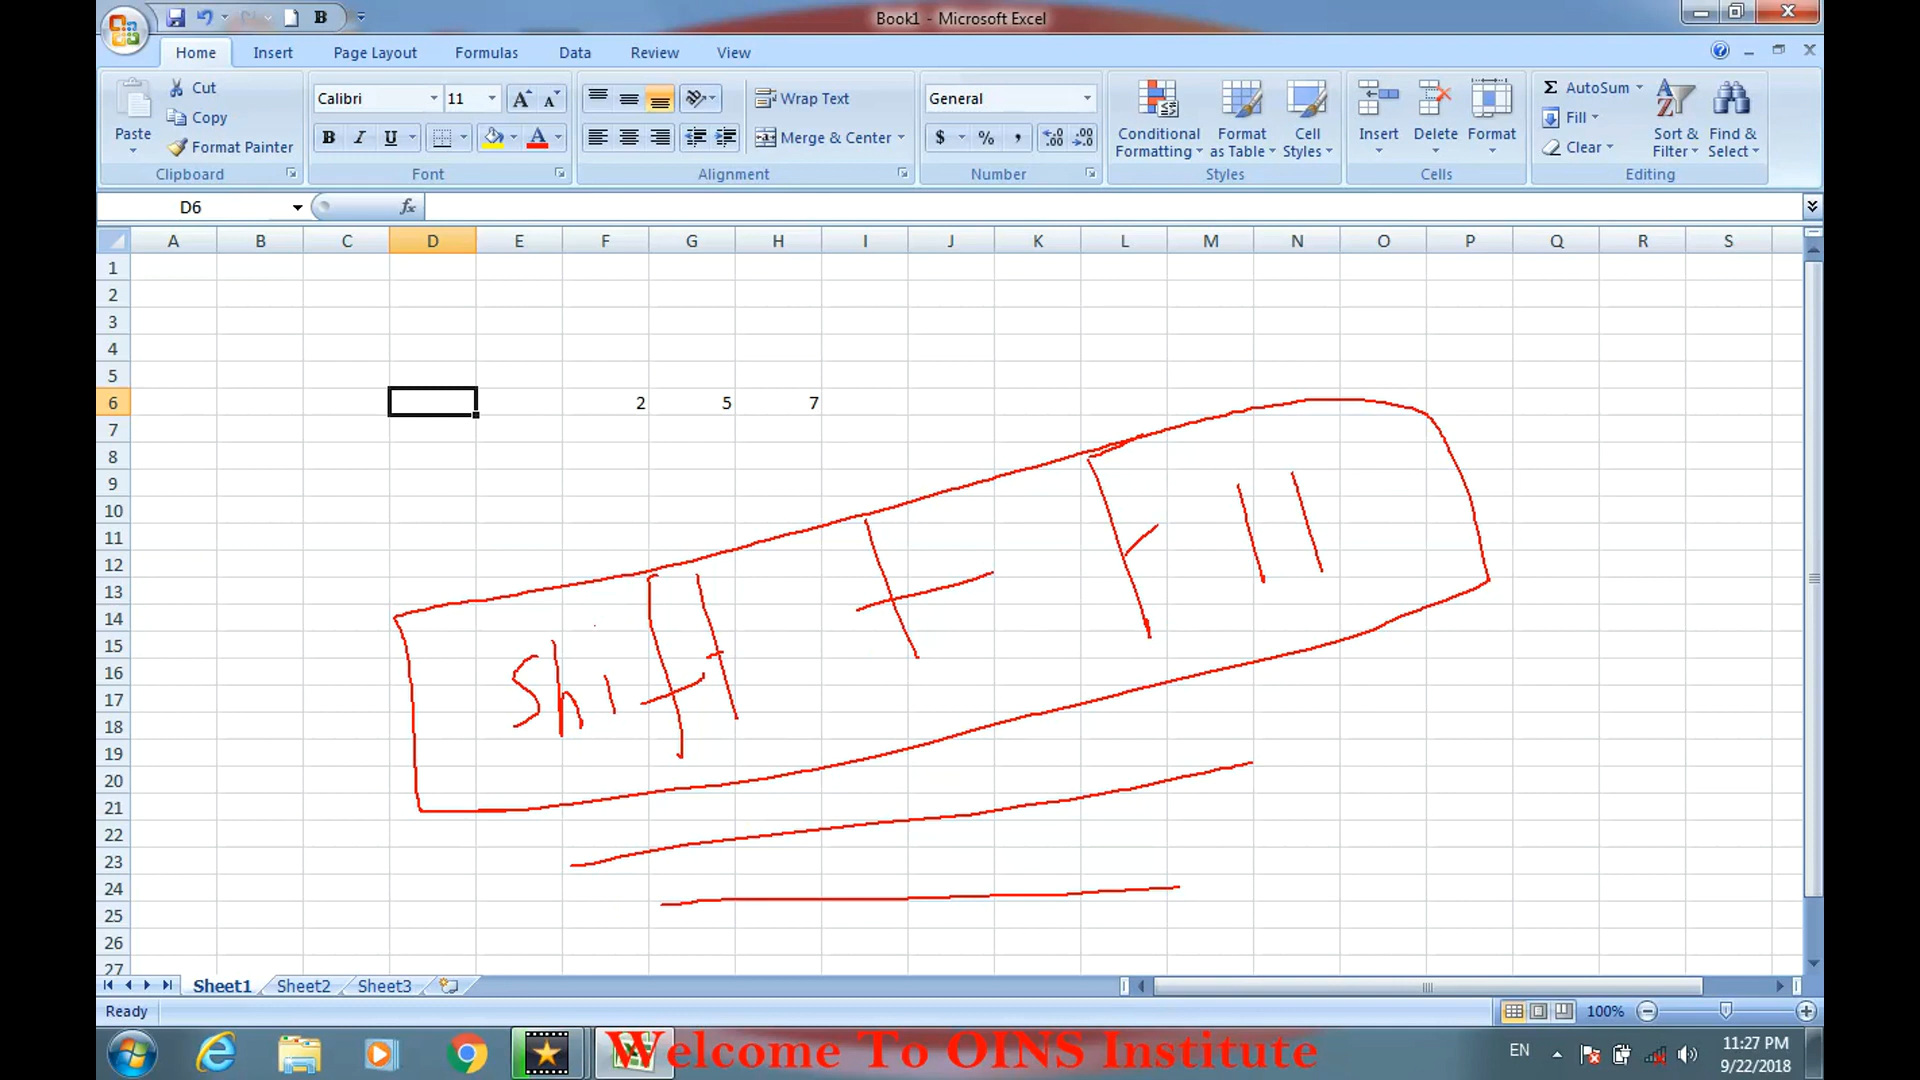 Book1 - Microsoft Excel
Home Insert Page Layout Formulas Data Review View
Paste
Cut
Copy
Format Painter
Clipboard
Calibri 11
B I U
Font
Wrap Text
Merge & Center
Alignment
General
$ % ,
Number
Conditional Formatting
Format as Table
Cell Styles
Styles
Insert Delete Format
Cells
Σ AutoSum
Fill
Clear
Sort & Filter
Find & Select
Editing
D6 fx
A B C D E F G H I J K L M N O P Q R S
1
2
3
4
5
6 2 5 7
7
8
9
10
11
12
13
14
15
16
17
18
19
20
21
22
23
24
25
26
27
Shift + F11
Sheet1 Sheet2 Sheet3
Ready 100%
Welcome To OINS Institute
EN
11:27 PM
9/22/2018